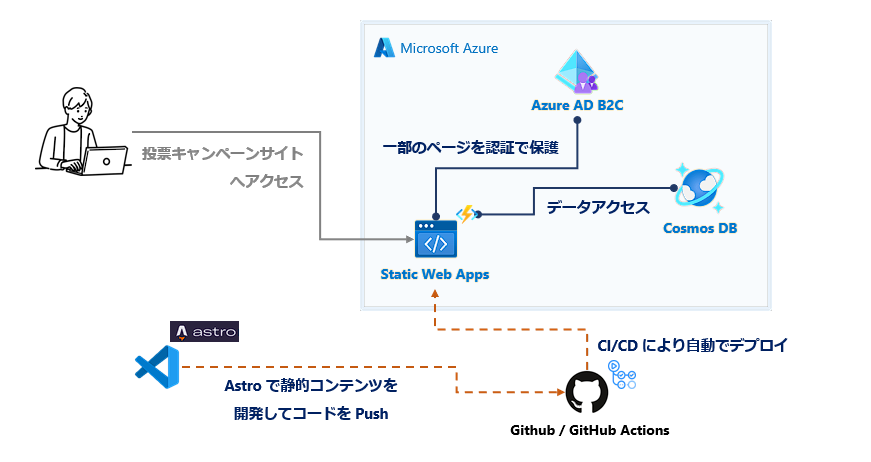 Microsoft Azure
Azure AD B2C
一部のページを認証で保護
投票キャンペーンサイト
へアクセス
データアクセス
Cosmos DB
Static Web Apps
astro
CI/CD により自動でデプロイ
Astro で静的コンテンツを
開発してコードを Push
Github / GitHub Actions